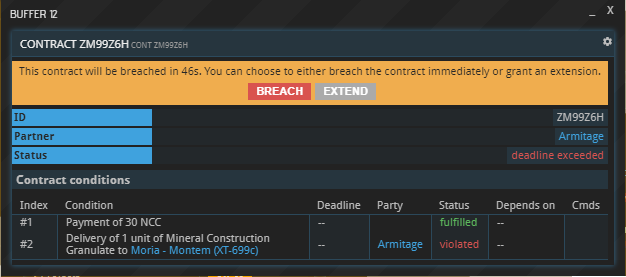 BUFFER 12
_ X
CONTRACT ZM99Z6H CONT ZM99Z6H
This contract will be breached in 46s. You can choose to either breach the contract immediately or grant an extension.
BREACH EXTEND
ID ZM99Z6H
Partner Armitage
Status deadline exceeded
Contract conditions
Index Condition Deadline Party Status Depends on Cmds
#1 Payment of 30 NCC -- fulfilled --
#2 Delivery of 1 unit of Mineral Construction
Granulate to Moria - Montem (XT-699c) -- Armitage violated --